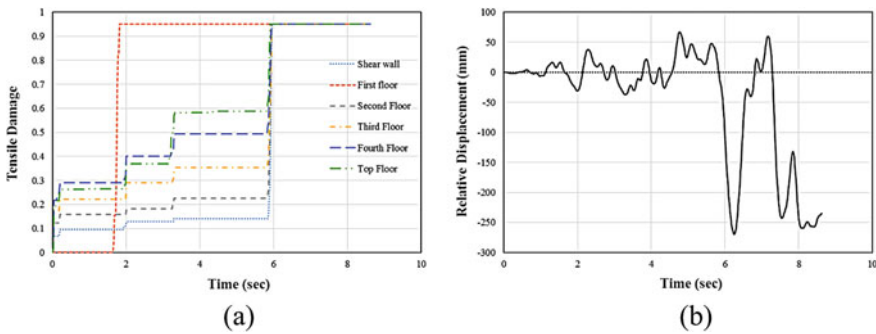 1
0.9
0.8
0.7
0.6
0.5
0.4
0.3
0.2
0.1
0
Tensile Damage
0 2 4 6 8 10
Time (sec)
Shear wall
First floor
Second Floor
Third Floor
Fourth Floor
Top Floor
(a)
100
50
0
-50
-100
-150
-200
-250
-300
Relative Displacement (mm)
0 2 4 6 8 10
Time (sec)
(b)